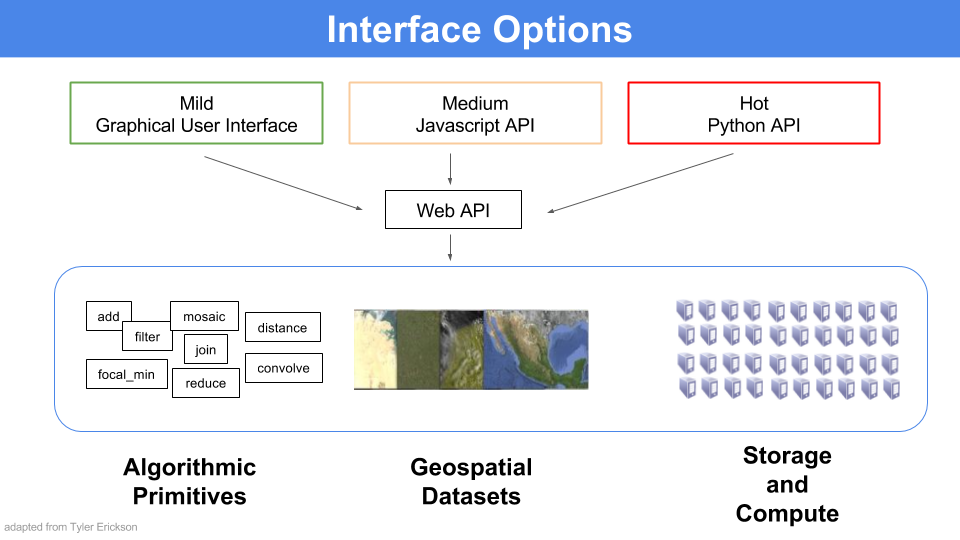 Interface Options
Mild
Graphical User Interface
Medium
Javascript API
Hot
Python API
Web API
add
mosaic
filter
distance
join
focal_min
reduce
convolve
Algorithmic
Primitives
Geospatial
Datasets
Storage
and
Compute
adapted from Tyler Erickson